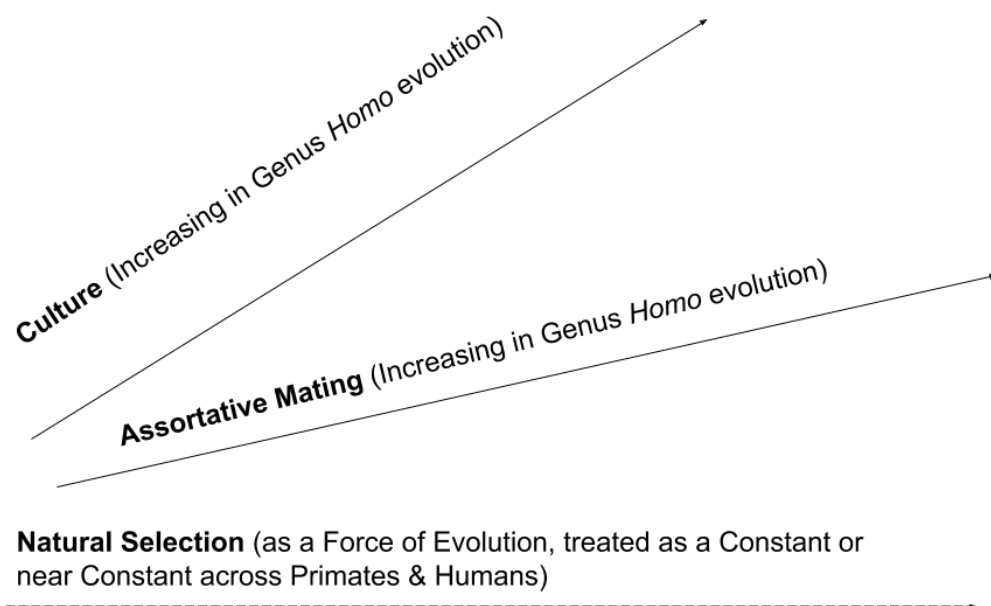 Culture (Increasing in Genus Homo evolution)
Assortative Mating (Increasing in Genus Homo evolution)
Natural Selection (as a Force of Evolution, treated as a Constant or
near Constant across Primates & Humans)